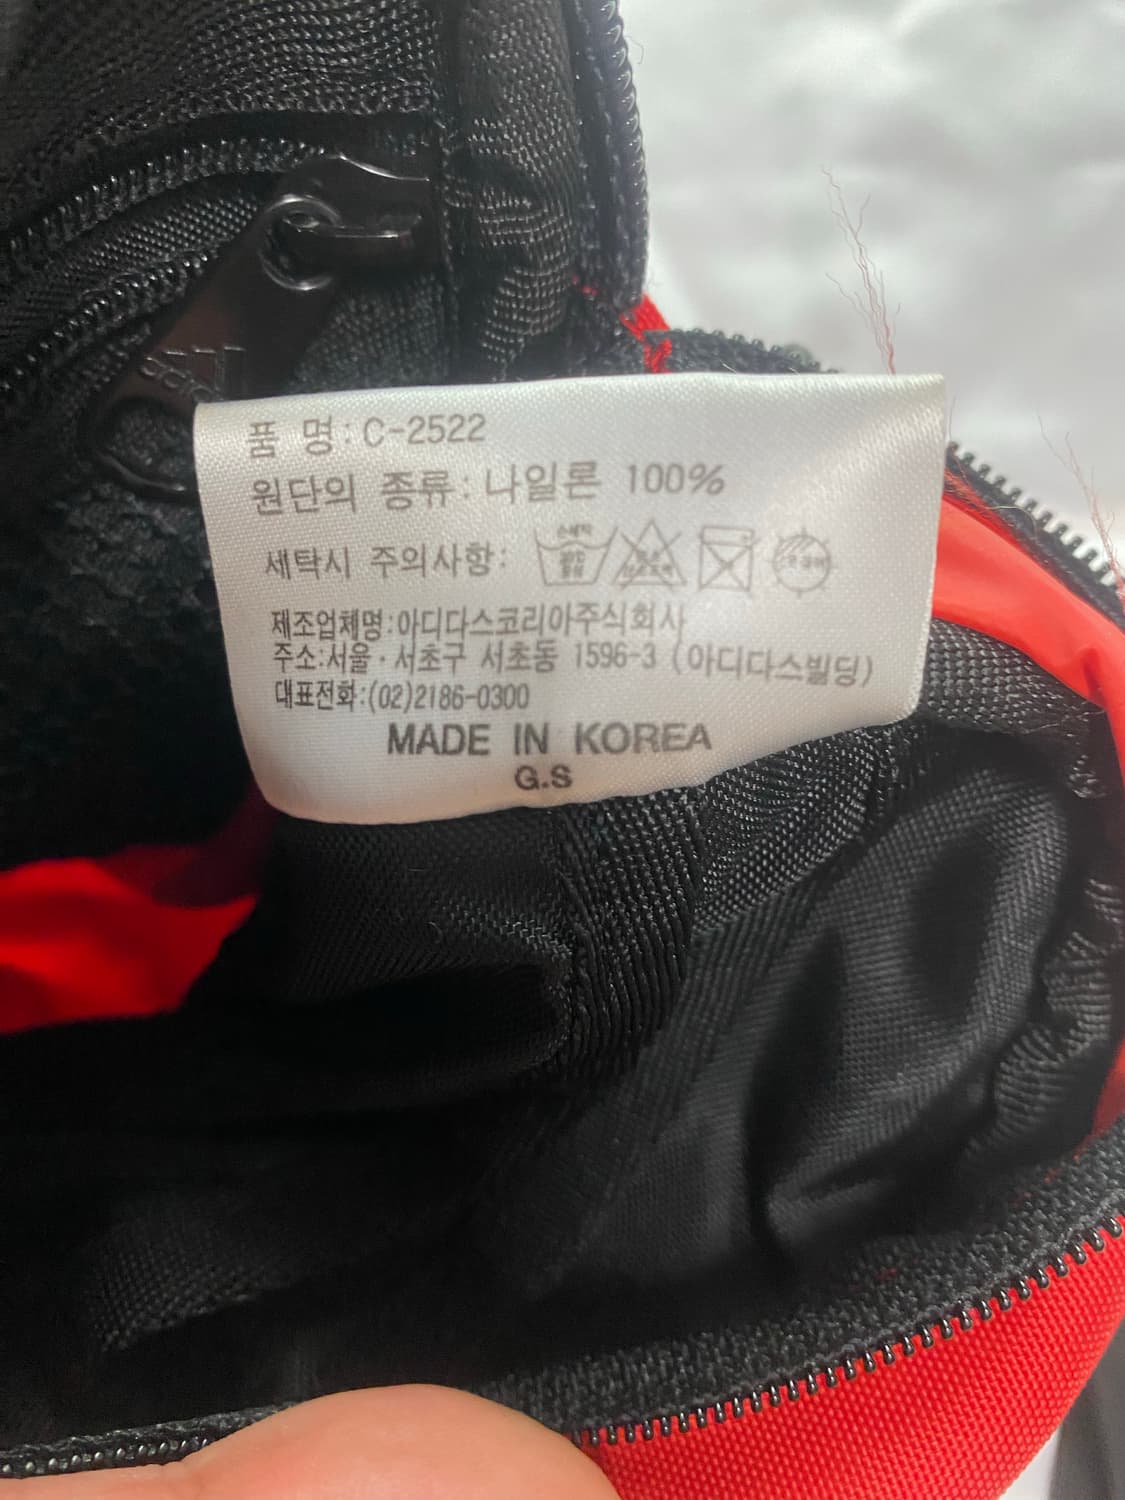 품 명: C-2522
원단의 종류: 나일론 100%
세탁시 주의사항:
손세탁
제조업체명:아디다스코리아주식회사
주소:서울·서초구 서초동 1596-3 (아디다스빌딩)
대표전화:(02)2186-0300
MADE IN KOREA
G.S